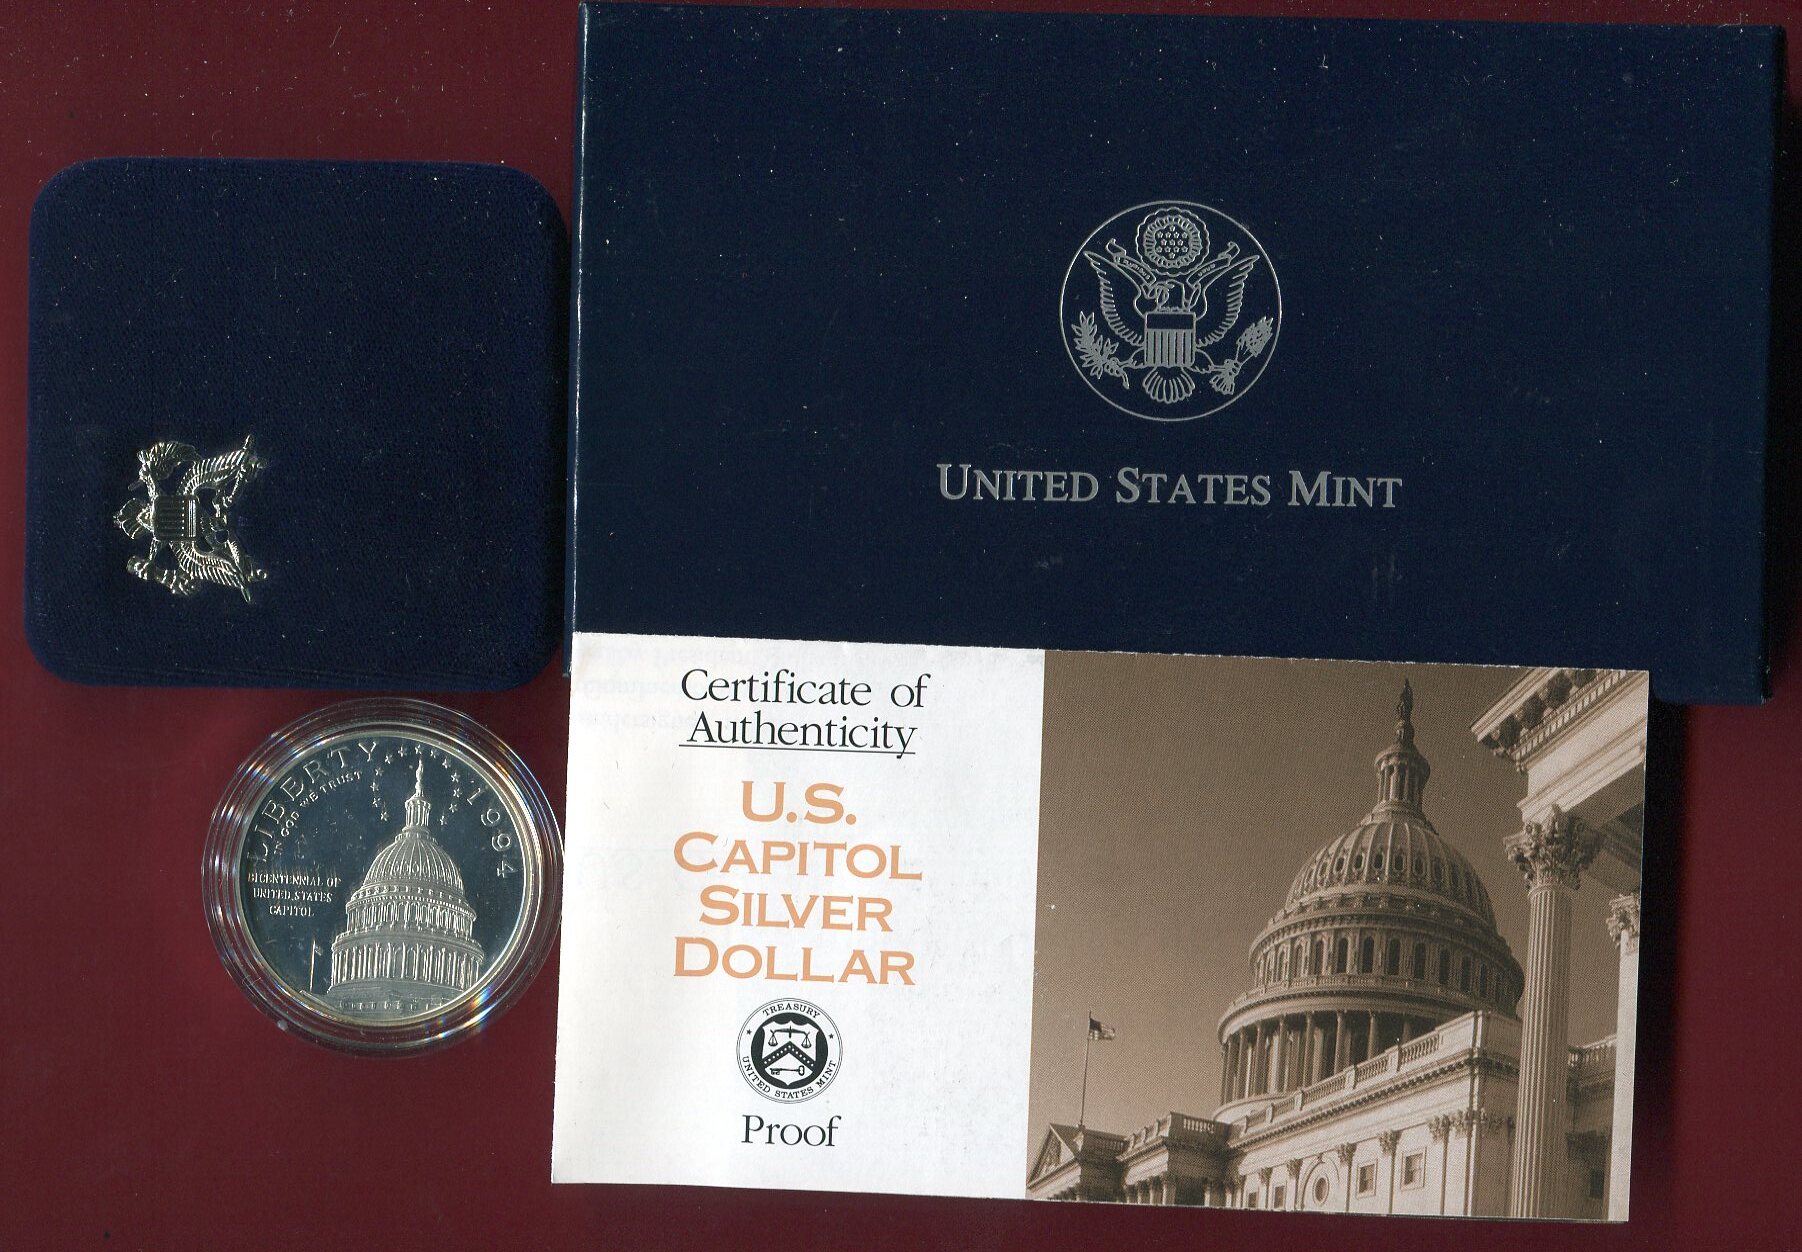 UNITED STATES MINT
Certificate of
Authenticity
U.S.
CAPITOL
SILVER
DOLLAR
TREASURY
UNITED STATES MINT
Proof
LIBERTY
1994
IN GOD WE TRUST
BICENTENNIAL OF
UNITED STATES
CAPITOL